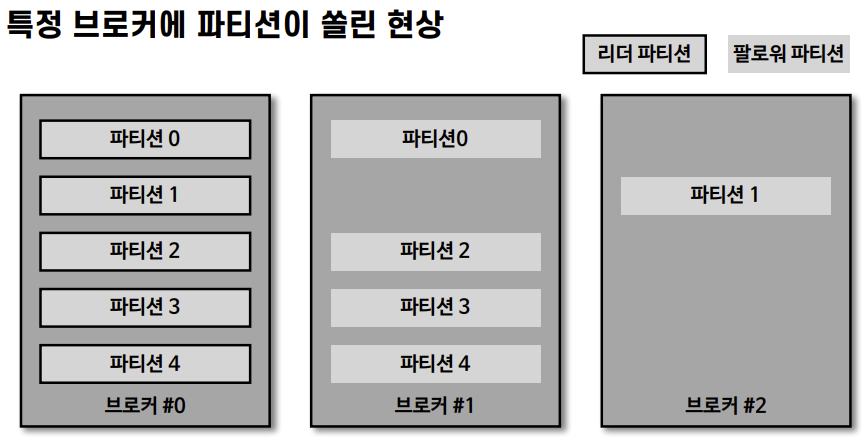 특정 브로커에 파티션이 쏠린 현상
리더 파티션
팔로워 파티션
파티션 0
파티션 1
파티션 2
파티션 3
파티션 4
브로커 #0
파티션0
파티션 2
파티션 3
파티션 4
브로커 #1
파티션 1
브로커 #2